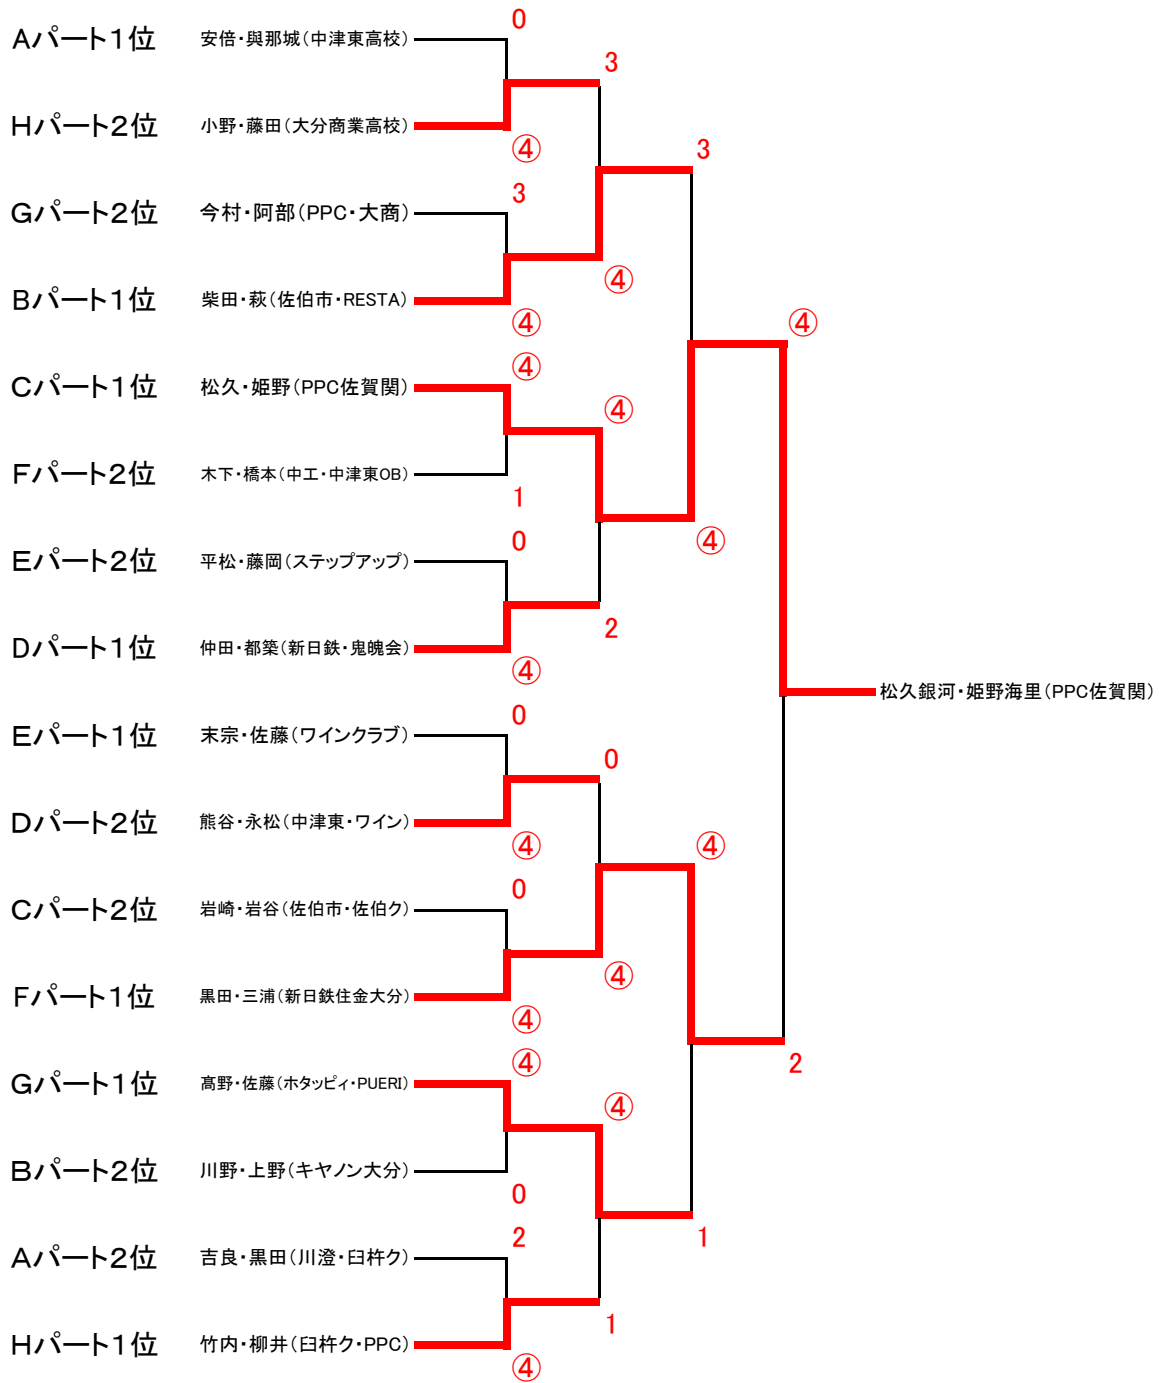 0
Aパート1位 安倍・與那城(中津東高校)
3
Hパート2位 小野・藤田(大分商業高校)
④
3
3
Gパート2位 今村・阿部(PPC・大商)
④
Bパート1位 柴田・萩(佐伯市・RESTA)
④
④
④
Cパート1位 松久・姫野(PPC佐賀関)
④
Fパート2位 木下・橋本(中工・中津東OB)
1
0
④
Eパート2位 平松・藤岡(ステップアップ)
2
Dパート1位 仲田・都築(新日鉄・鬼魄会)
④
松久銀河・姫野海里(PPC佐賀関)
0
Eパート1位 末宗・佐藤(ワインクラブ)
0
Dパート2位 熊谷・永松(中津東・ワイン)
④
④
0
Cパート2位 岩崎・岩谷(佐伯市・佐伯ク)
④
Fパート1位 黒田・三浦(新日鉄住金大分)
④
④
2
Gパート1位 髙野・佐藤(ホタッピィ・PUERI)
④
Bパート2位 川野・上野(キヤノン大分)
0
2
1
Aパート2位 吉良・黒田(川澄・臼杵ク)
1
Hパート1位 竹内・柳井(臼杵ク・PPC)
④